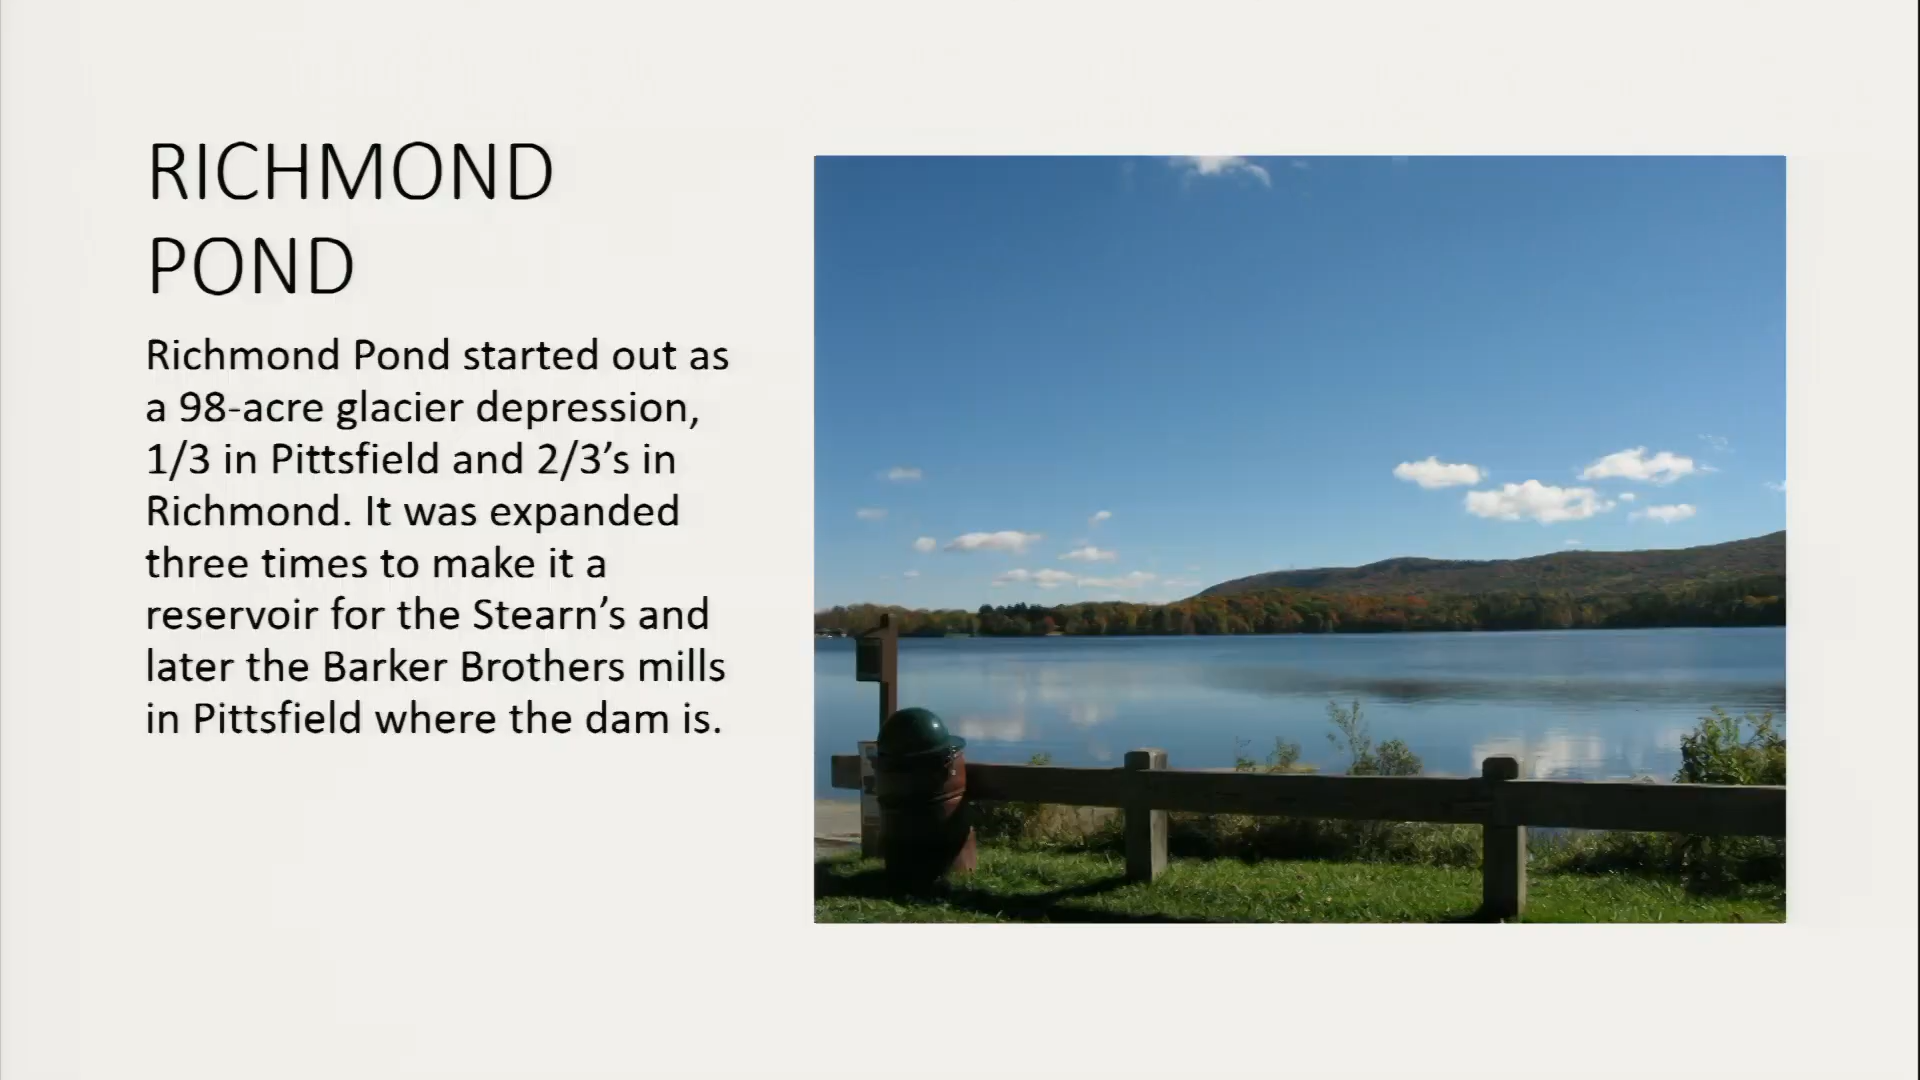 RICHMOND
POND
Richmond Pond started out as
a 98-acre glacier depression,
1/3 in Pittsfield and 2/3’s in
Richmond. It was expanded
three times to make it a
reservoir for the Stearn’s and
later the Barker Brothers mills
in Pittsfield where the dam is.